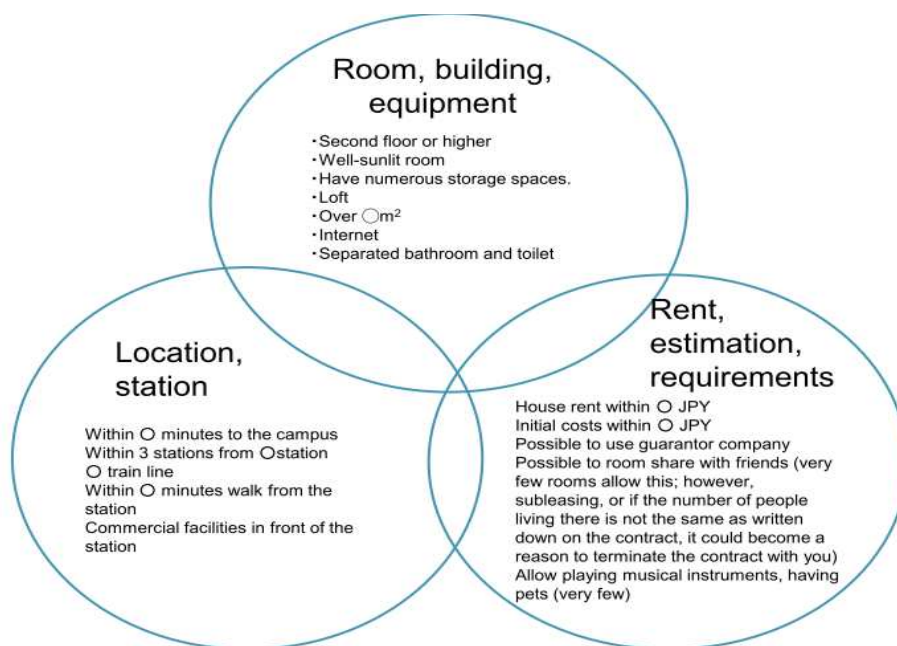 Room, building,
equipment
・Second floor or higher
・Well-sunlit room
・Have numerous storage spaces.
・Loft
・Over ○m²
・Internet
・Separated bathroom and toilet
Location,
station
Within ○ minutes to the campus
Within 3 stations from ○station
○ train line
Within ○ minutes walk from the
station
Commercial facilities in front of the
station
Rent,
estimation,
requirements
House rent within ○ JPY
Initial costs within ○ JPY
Possible to use guarantor company
Possible to room share with friends (very
few rooms allow this; however,
subleasing, or if the number of people
living there is not the same as written
down on the contract, it could become a
reason to terminate the contract with you)
Allow playing musical instruments, having
pets (very few)